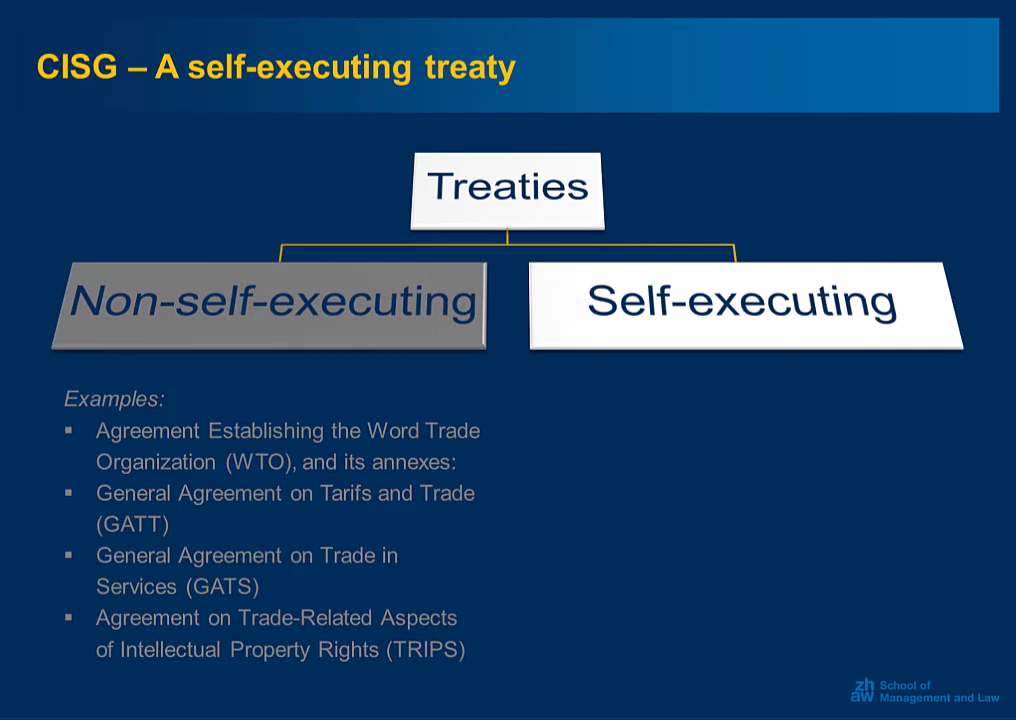 CISG – A self-executing treaty
Treaties
Non-self-executing
Self-executing
Examples:
▪ Agreement Establishing the Word Trade
Organization (WTO), and its annexes:
▪ General Agreement on Tarifs and Trade
(GATT)
▪ General Agreement on Trade in
Services (GATS)
▪ Agreement on Trade-Related Aspects
of Intellectual Property Rights (TRIPS)
zh
aw
School of
Management and Law